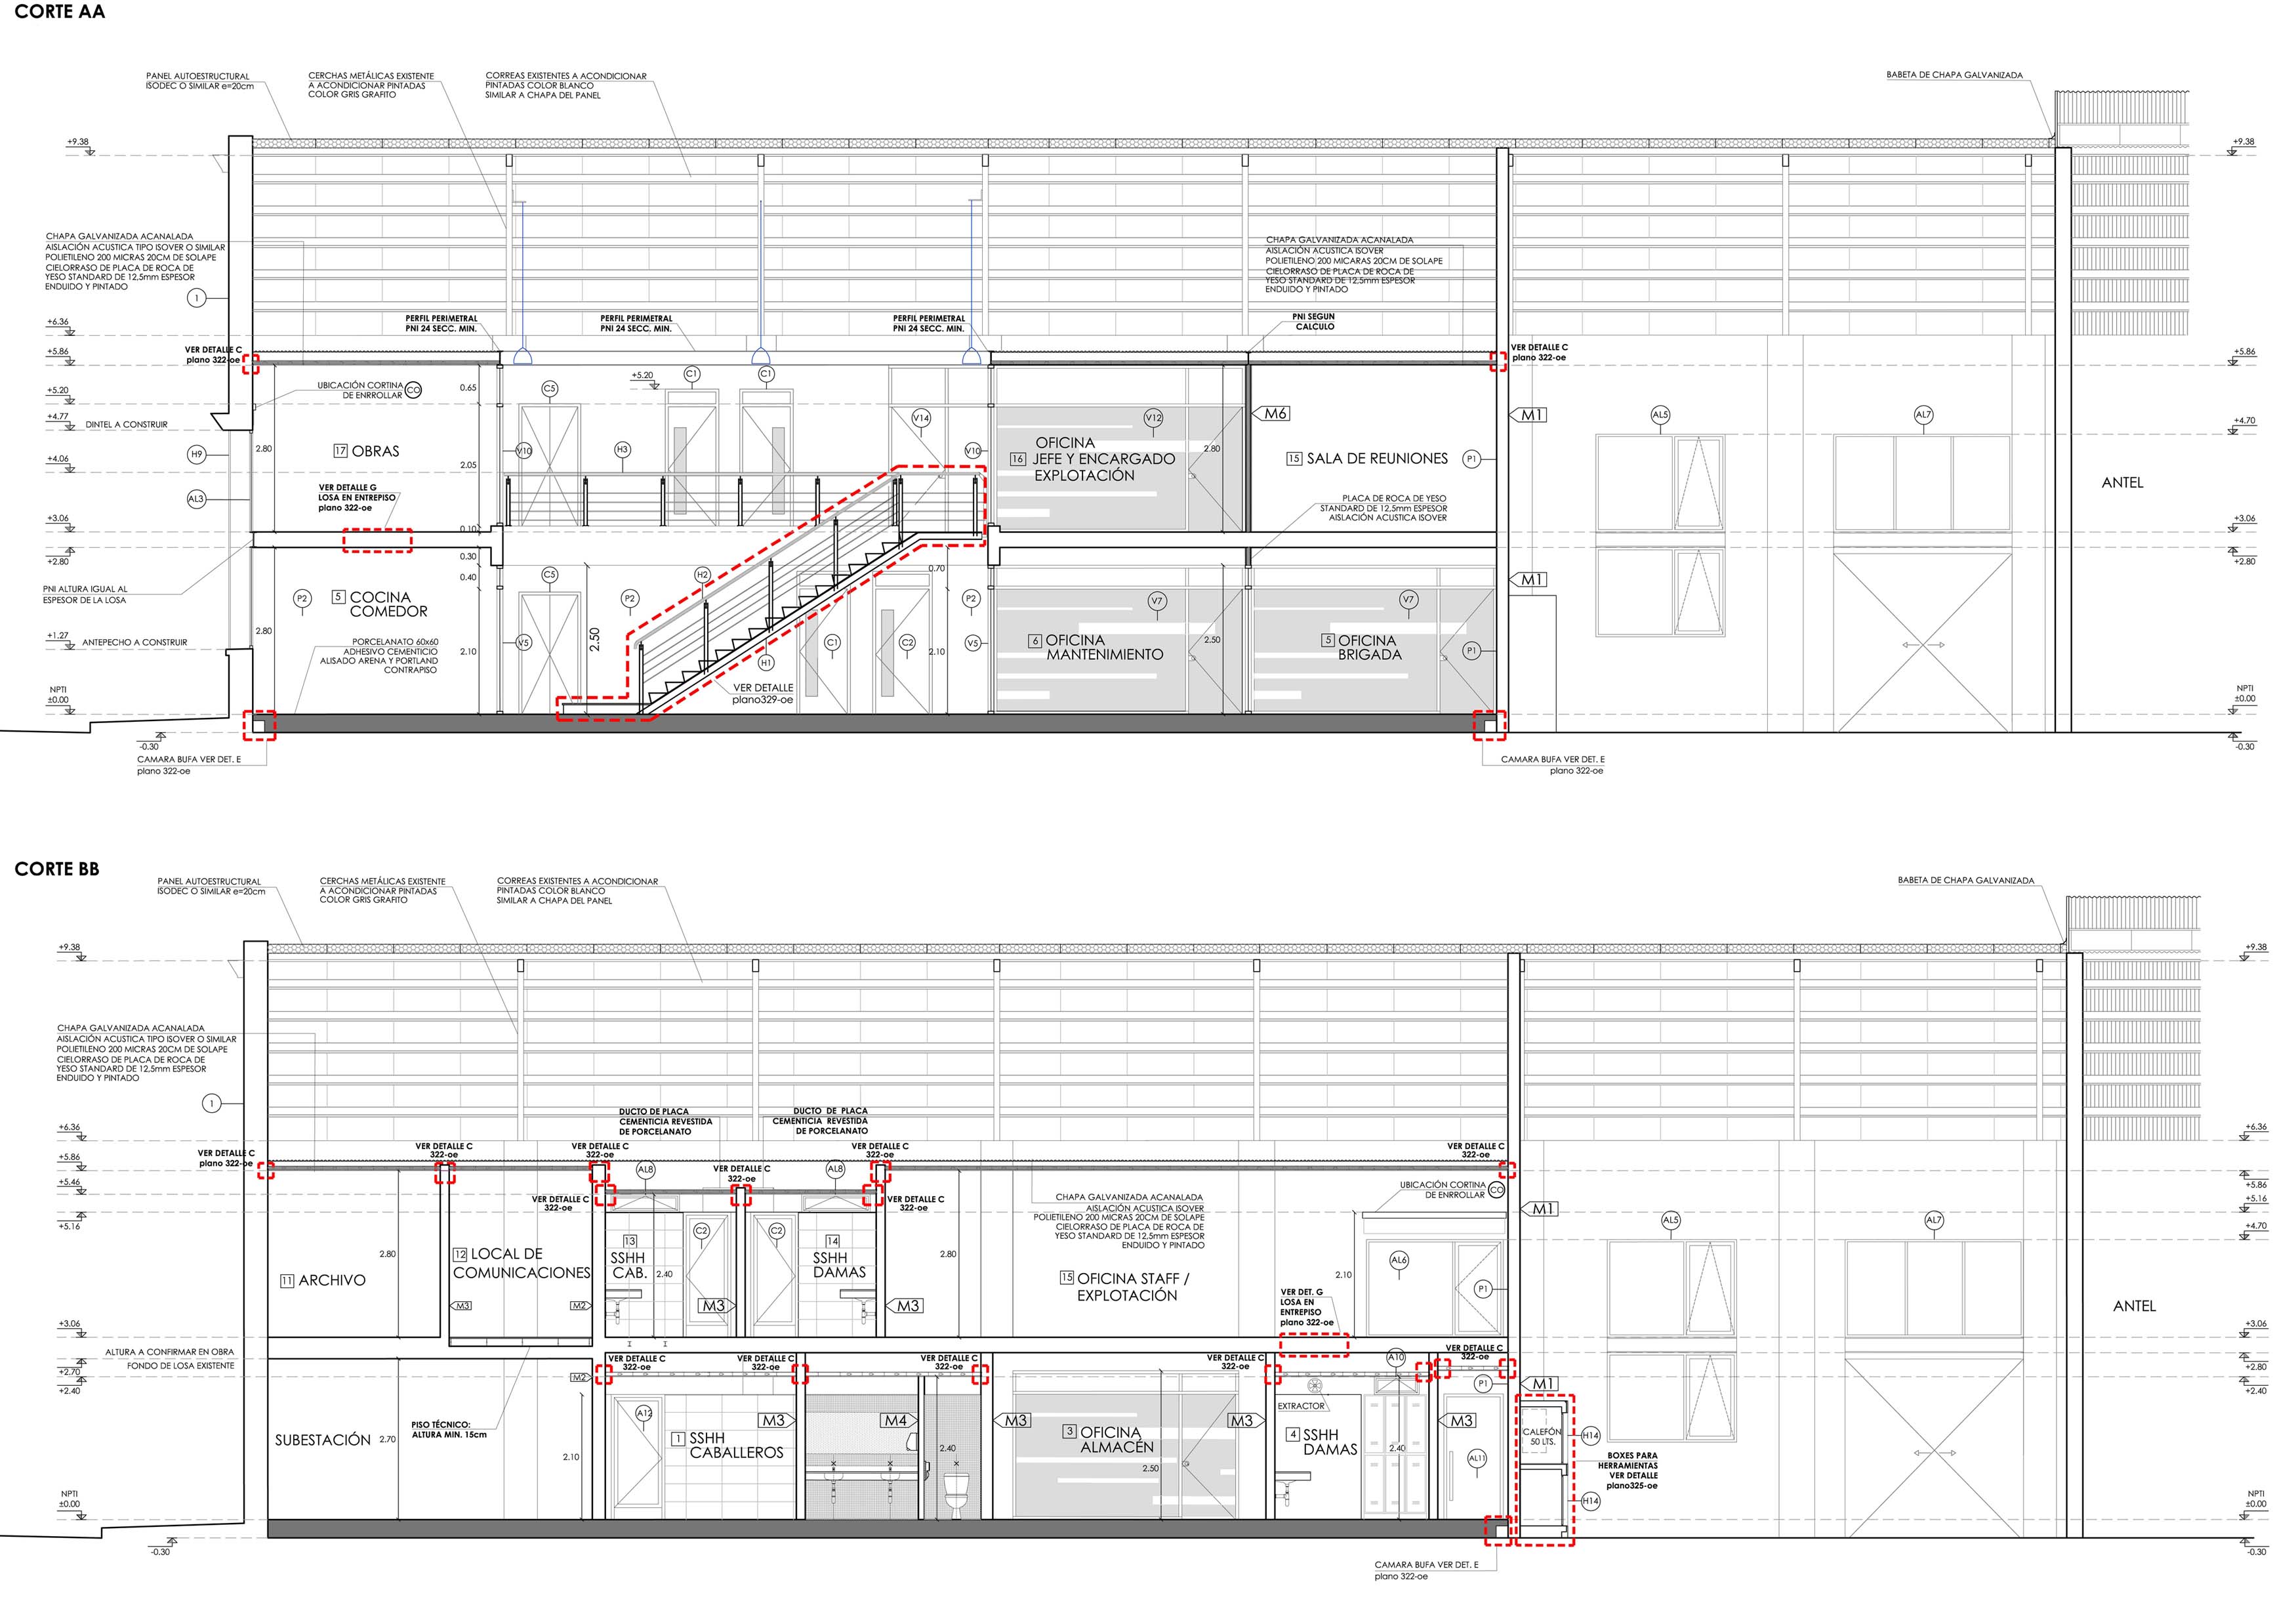 CORTE AA
PANEL AUTOESTRUCTURAL
ISODEC O SIMILAR e=20cm
CERCHAS METÁLICAS EXISTENTE
A ACONDICIONAR PINTADAS
COLOR GRIS GRAFITO
CORREAS EXISTENTES A ACONDICIONAR
PINTADAS COLOR BLANCO
SIMILAR A CHAPA DEL PANEL
BABETA DE CHAPA GALVANIZADA
+9.38
+9.38
CHAPA GALVANIZADA ACANALADA
AISLACIÓN ACUSTICA TIPO ISOVER O SIMILAR
POLIETILENO 200 MICRAS 20CM DE SOLAPE
CIELORRASO DE PLACA DE ROCA DE
YESO STANDARD DE 12,5mm ESPESOR
ENDUIDO Y PINTADO
1
CHAPA GALVANIZADA ACANALADA
AISLACIÓN ACUSTICA ISOVER
POLIETILENO 200 MICARAS 20CM DE SOLAPE
CIELORRASO DE PLACA DE ROCA DE
YESO STANDARD DE 12,5mm ESPESOR
ENDUIDO Y PINTADO
+6.36
PERFIL PERIMETRAL
PNI 24 SECC. MIN.
PERFIL PERIMETRAL
PNI 24 SECC. MIN.
PERFIL PERIMETRAL
PNI 24 SECC. MIN.
PNI SEGUN
CALCULO
+5.86
VER DETALLE C
plano 322-oe
VER DETALLE C
plano 322-oe
+5.86
UBICACIÓN CORTINA
DE ENRROLLAR
CO
0.65
C5
+5.20
C1
C1
+5.20
+4.77
DINTEL A CONSTRUIR
V14
V12
M6
M1
AL5
AL7
+4.70
H9
+4.06
2.80
17 OBRAS
2.05
V10
H3
V10
OFICINA
16 JEFE Y ENCARGADO
EXPLOTACIÓN
2.80
15 SALA DE REUNIONES
P1
AL3
VER DETALLE G
LOSA EN ENTREPISO
plano 322-oe
PLACA DE ROCA DE YESO
STANDARD DE 12,5mm ESPESOR
AISLACIÓN ACUSTICA ISOVER
ANTEL
+3.06
0.10
+3.06
+2.80
0.30
0.40
C5
H2
0.70
M1
+2.80
PNI ALTURA IGUAL AL
ESPESOR DE LA LOSA
P2
5 COCINA
COMEDOR
P2
P2
V7
V7
+1.27
ANTEPECHO A CONSTRUIR
2.80
PORCELANATO 60x60
ADHESIVO CEMENTICIO
ALISADO ARENA Y PORTLAND
CONTRAPISO
2.10
V5
2.50
H1
C1
C2
2.10
V5
6 OFICINA
MANTENIMIENTO
2.50
5 OFICINA
BRIGADA
P1
VER DETALLE
plano329-oe
NPTI
±0.00
NPTI
±0.00
-0.30
CAMARA BUFA VER DET. E
plano 322-oe
CAMARA BUFA VER DET. E
plano 322-oe
-0.30
CORTE BB
PANEL AUTOESTRUCTURAL
ISODEC O SIMILAR e=20cm
CERCHAS METÁLICAS EXISTENTE
A ACONDICIONAR PINTADAS
COLOR GRIS GRAFITO
CORREAS EXISTENTES A ACONDICIONAR
PINTADAS COLOR BLANCO
SIMILAR A CHAPA DEL PANEL
BABETA DE CHAPA GALVANIZADA
+9.38
+9.38
CHAPA GALVANIZADA ACANALADA
AISLACIÓN ACUSTICA TIPO ISOVER O SIMILAR
POLIETILENO 200 MICRAS 20CM DE SOLAPE
CIELORRASO DE PLACA DE ROCA DE
YESO STANDARD DE 12,5mm ESPESOR
ENDUIDO Y PINTADO
1
DUCTO DE PLACA
CEMENTICIA REVESTIDA
DE PORCELANATO
DUCTO DE PLACA
CEMENTICIA REVESTIDA
DE PORCELANATO
+6.36
+6.36
VER DETALLE C
plano 322-oe
VER DETALLE C
322-oe
VER DETALLE C
322-oe
VER DETALLE C
322-oe
VER DETALLE C
322-oe
+5.86
AL8
VER DETALLE C
322-oe
AL8
+5.86
+5.46
VER DETALLE C
322-oe
VER DETALLE C
322-oe
CHAPA GALVANIZADA ACANALADA
AISLACIÓN ACUSTICA ISOVER
POLIETILENO 200 MICRAS 20CM DE SOLAPE
CIELORRASO DE PLACA DE ROCA DE
YESO STANDARD DE 12,5mm ESPESOR
ENDUIDO Y PINTADO
UBICACIÓN CORTINA
DE ENRROLLAR
CO
M1
AL5
AL7
+5.16
+4.70
+5.16
C2
C2
2.80
12 LOCAL DE
COMUNICACIONES
13
SSHH
CAB.
2.40
14
SSHH
DAMAS
2.80
AL6
11 ARCHIVO
15 OFICINA STAFF /
EXPLOTACIÓN
2.10
P1
M3
M2
M3
M3
VER DET. G
LOSA EN
ENTREPISO
plano 322-oe
ANTEL
+3.06
+3.06
ALTURA A CONFIRMAR EN OBRA
FONDO DE LOSA EXISTENTE
+2.70
+2.40
VER DETALLE C
322-oe
VER DETALLE C
322-oe
VER DETALLE C
322-oe
VER DETALLE C
322-oe
A10
VER DETALLE C
322-oe
+2.80
+2.40
M2
P1
M1
EXTRACTOR
PISO TÉCNICO:
ALTURA MIN. 15cm
A12
M3
M4
M3
M3
M3
SUBESTACIÓN
2.70
1 SSHH
CABALLEROS
2.10
2.40
3 OFICINA
ALMACÉN
2.50
4 SSHH
DAMAS
2.40
AL11
CALEFÓN
50 LTS.
H14
BOXES PARA
HERRAMIENTAS
VER DETALLE
plano325-oe
H14
NPTI
±0.00
NPTI
±0.00
-0.30
CAMARA BUFA VER DET. E
plano 322-oe
-0.30